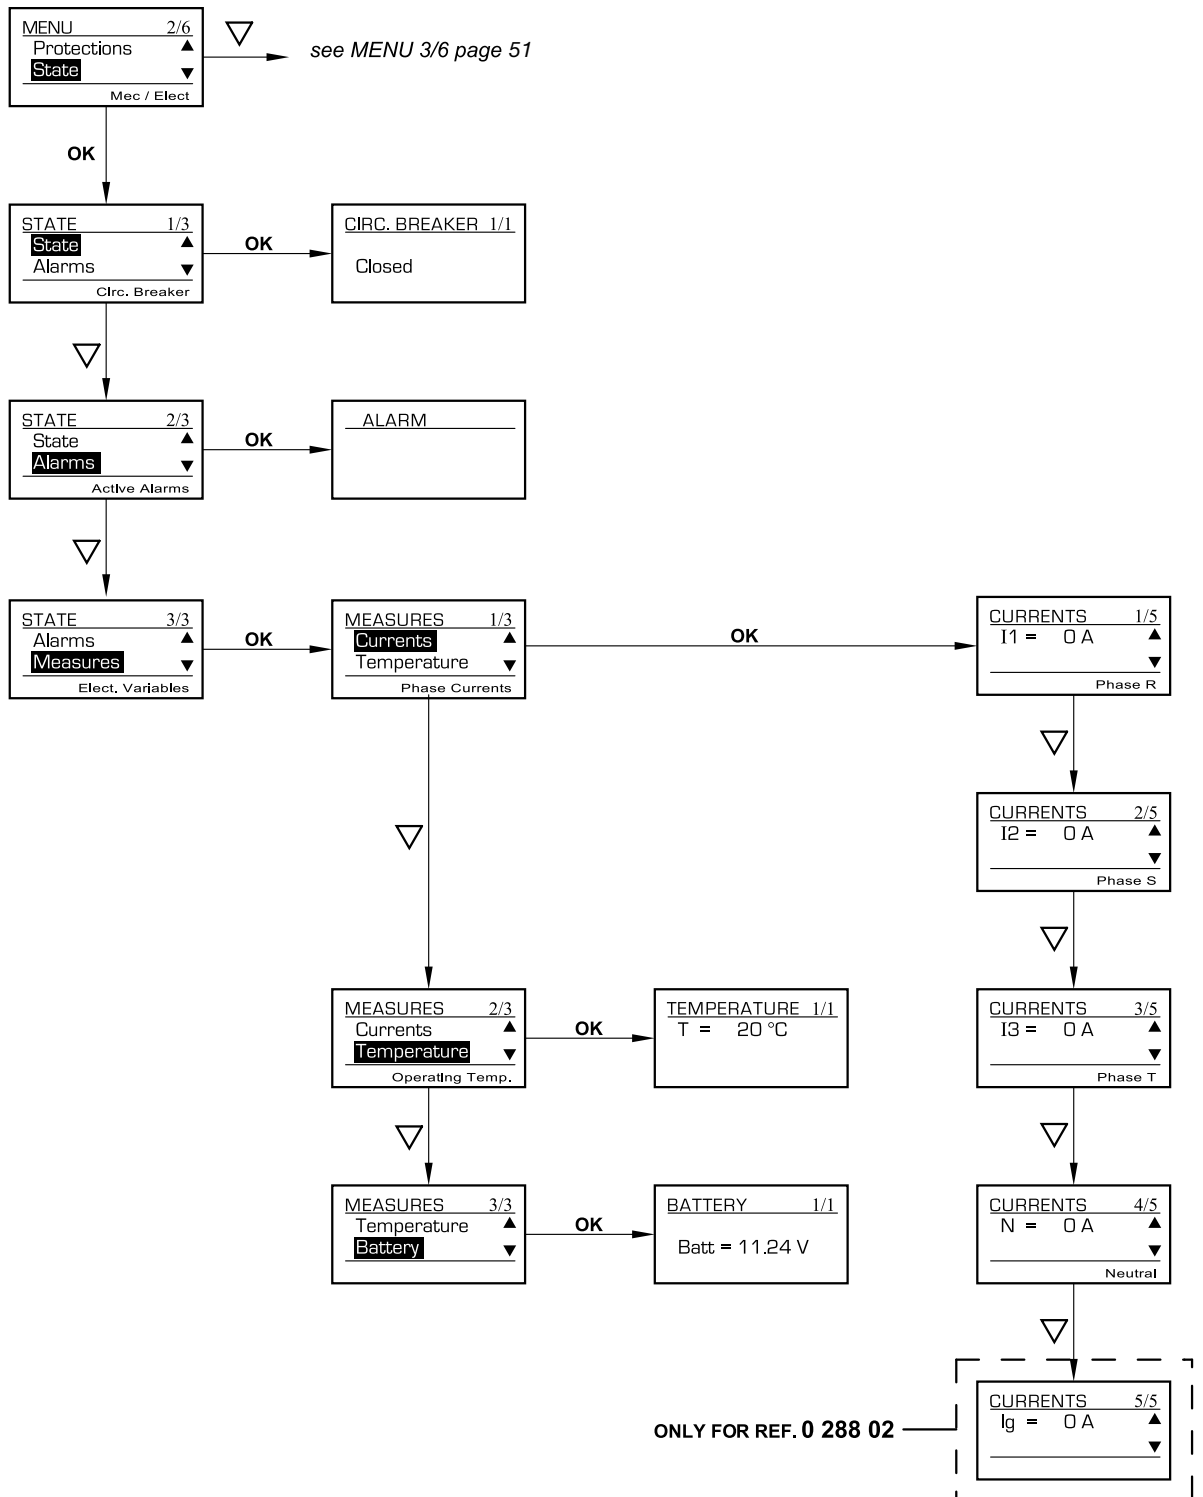 MENU 2/6
Protections
State
Mec / Elect
see MENU 3/6 page 51
OK
STATE 1/3
State
Alarms
Circ. Breaker
OK
CIRC. BREAKER 1/1
Closed
STATE 2/3
State
Alarms
Active Alarms
OK
ALARM
STATE 3/3
Alarms
Measures
Elect. Variables
OK
MEASURES 1/3
Currents
Temperature
Phase Currents
OK
CURRENTS 1/5
I1 = 0 A
Phase R
CURRENTS 2/5
I2 = 0 A
Phase S
MEASURES 2/3
Currents
Temperature
Operating Temp.
OK
TEMPERATURE 1/1
T = 20 °C
CURRENTS 3/5
I3 = 0 A
Phase T
MEASURES 3/3
Temperature
Battery
OK
BATTERY 1/1
Batt = 11.24 V
CURRENTS 4/5
N = 0 A
Neutral
ONLY FOR REF. 0 288 02
CURRENTS 5/5
Ig = 0 A